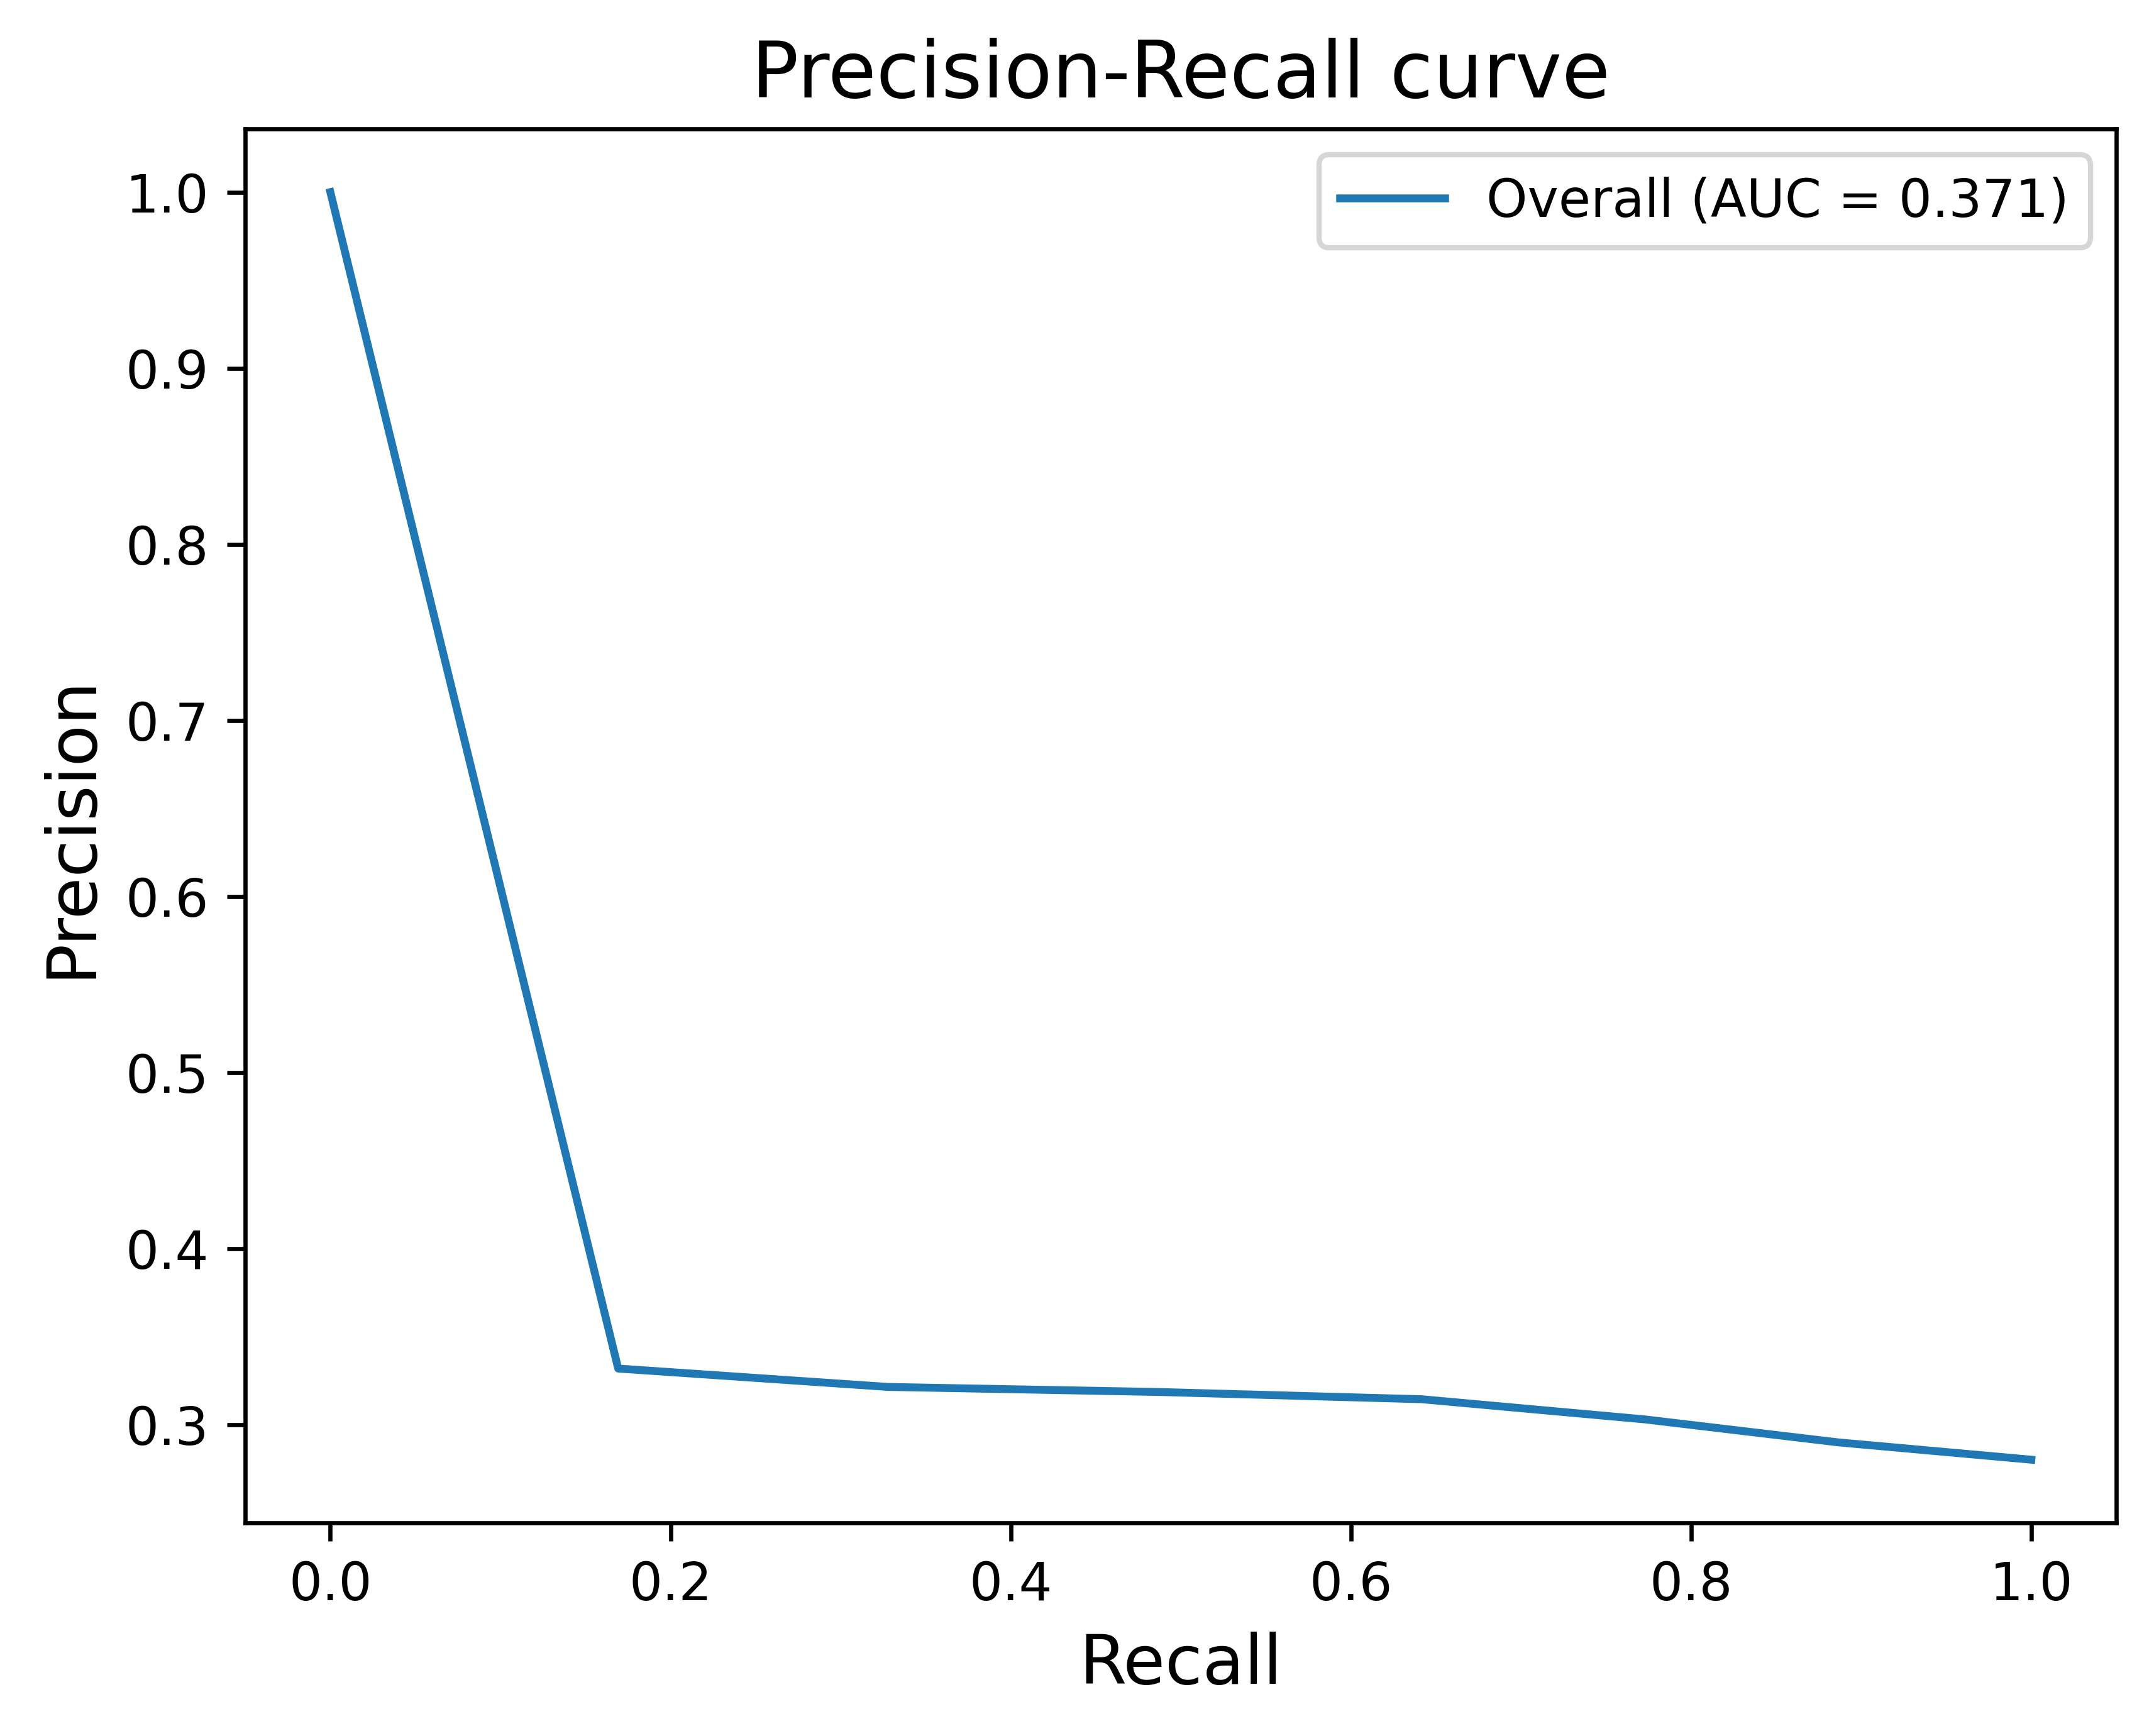 Precision-Recall curve
Overall (AUC = 0.371)
1.0
0.9
0.8
0.7
0.6
0.5
0.4
0.3
Precision
0.0 0.2 0.4 0.6 0.8 1.0
Recall